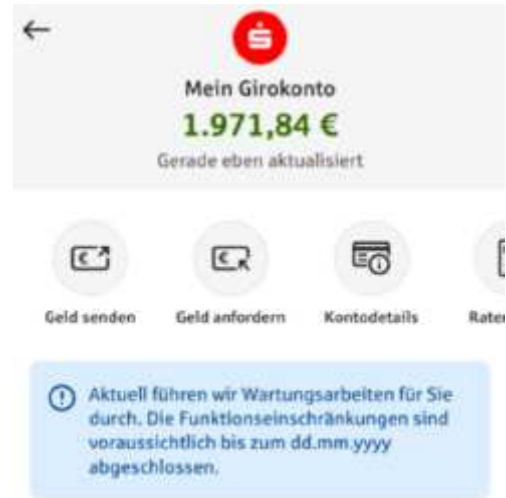 Mein Girokonto
1.971,84 €
Gerade eben aktualisiert
Geld senden
Geld anfordern
Kontodetails
Rater
Aktuell führen wir Wartungsarbeiten für Sie
durch. Die Funktionseinschränkungen sind
voraussichtlich bis zum dd.mm.yyyy
abgeschlossen.